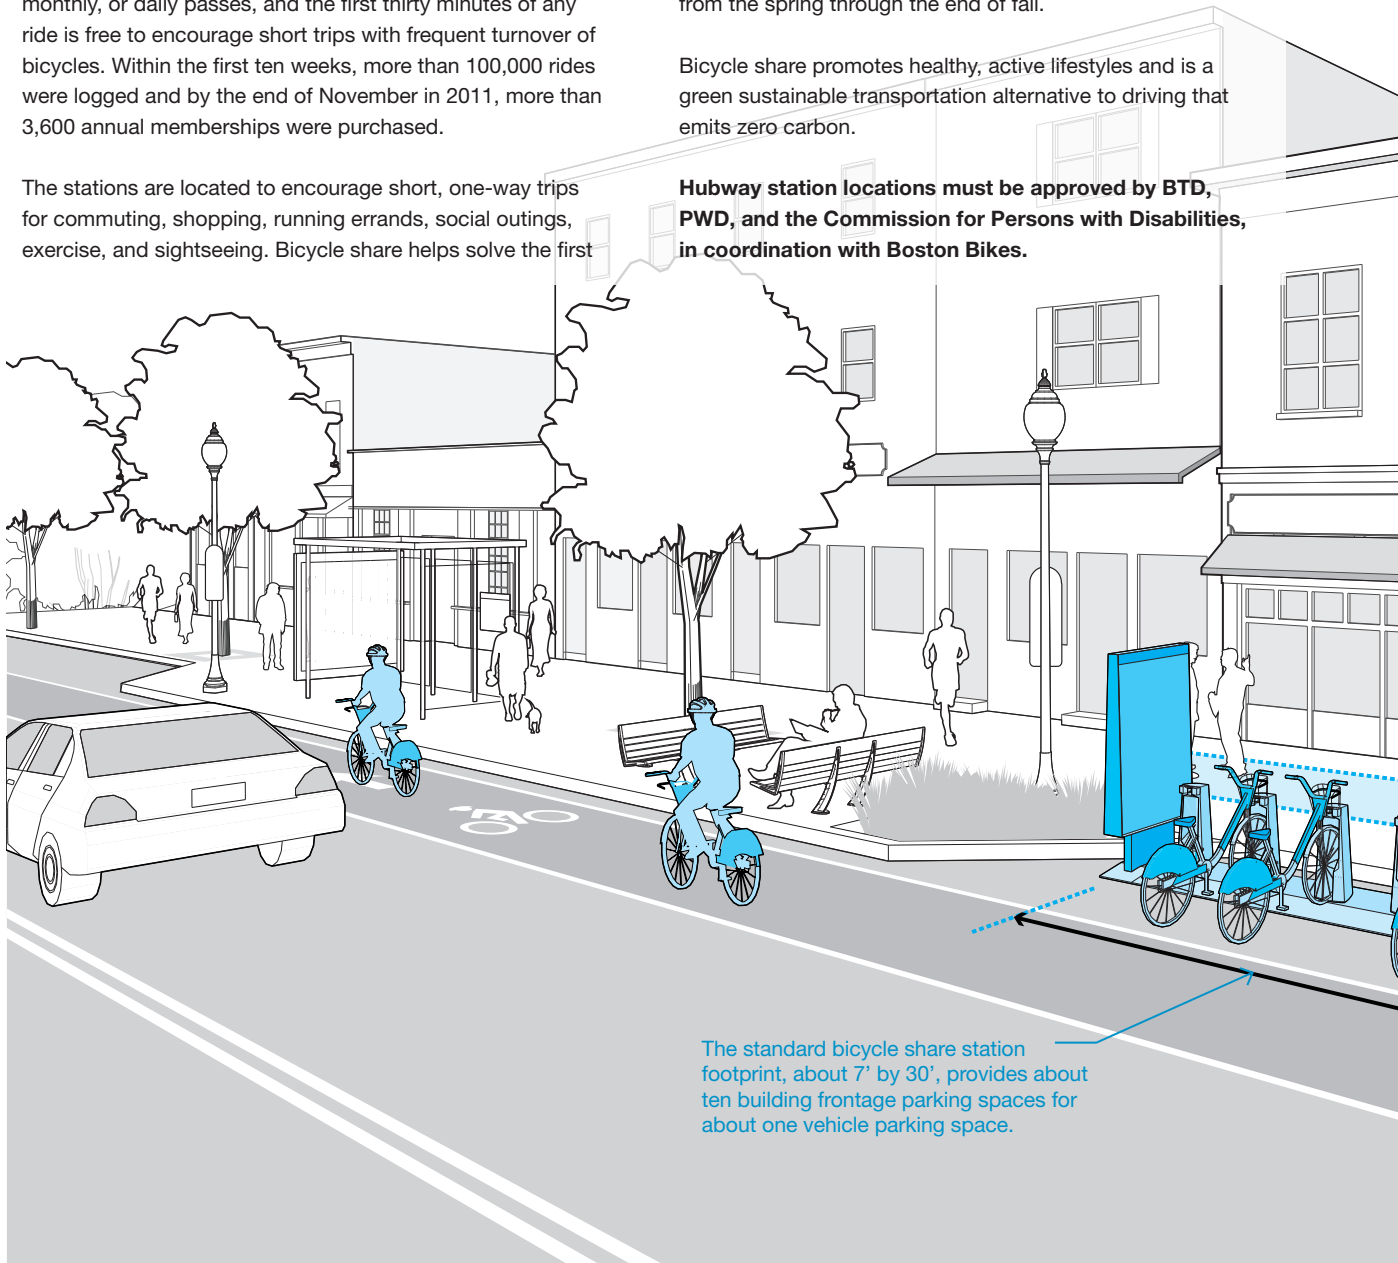 monthly, or daily passes, and the first thirty minutes of any
ride is free to encourage short trips with frequent turnover of
bicycles. Within the first ten weeks, more than 100,000 rides
were logged and by the end of November in 2011, more than
3,600 annual memberships were purchased.
The stations are located to encourage short, one-way trips
for commuting, shopping, running errands, social outings,
exercise, and sightseeing. Bicycle share helps solve the first
from the spring through the end of fall.
Bicycle share promotes healthy, active lifestyles and is a
green sustainable transportation alternative to driving that
emits zero carbon.
Hubway station locations must be approved by BTD,
PWD, and the Commission for Persons with Disabilities,
in coordination with Boston Bikes.
The standard bicycle share station
footprint, about 7’ by 30’, provides about
ten building frontage parking spaces for
about one vehicle parking space.